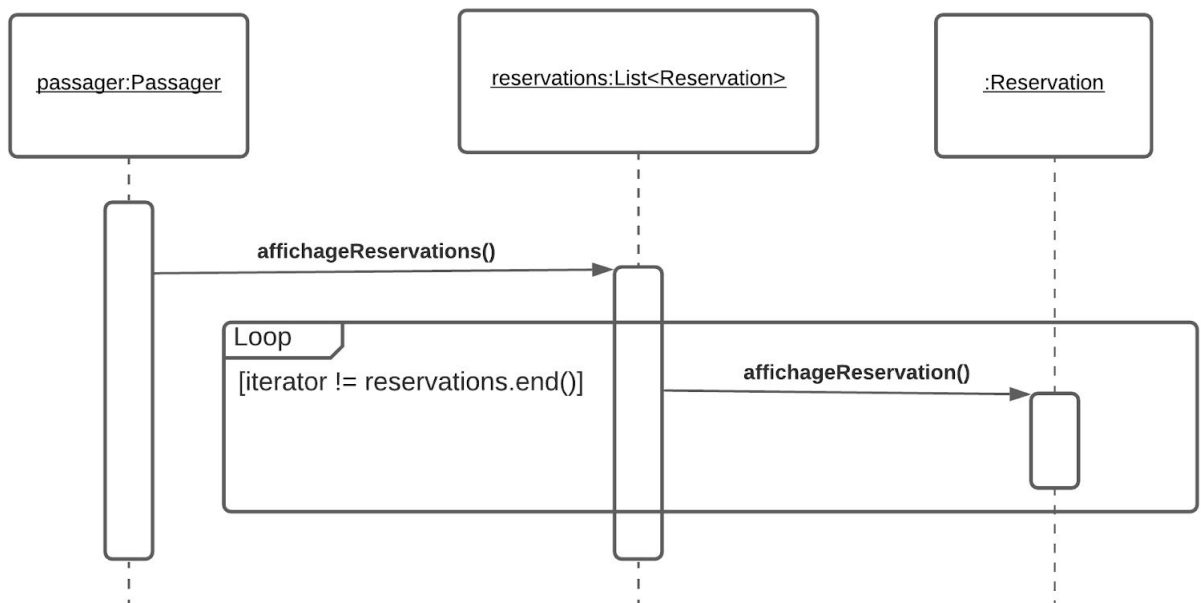 passager:Passager
reservations:List<Reservation>
:Reservation
affichageReservations()
Loop
[iterator != reservations.end()]
affichageReservation()